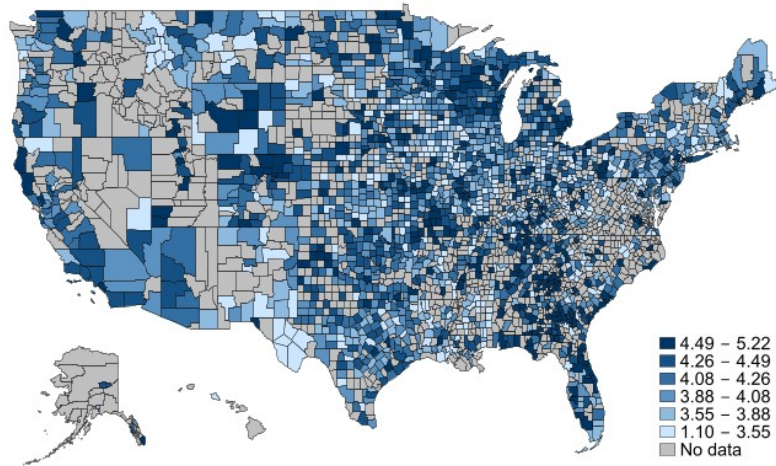 4.49 – 5.22
4.26 – 4.49
4.08 – 4.26
3.88 – 4.08
3.55 – 3.88
1.10 – 3.55
No data